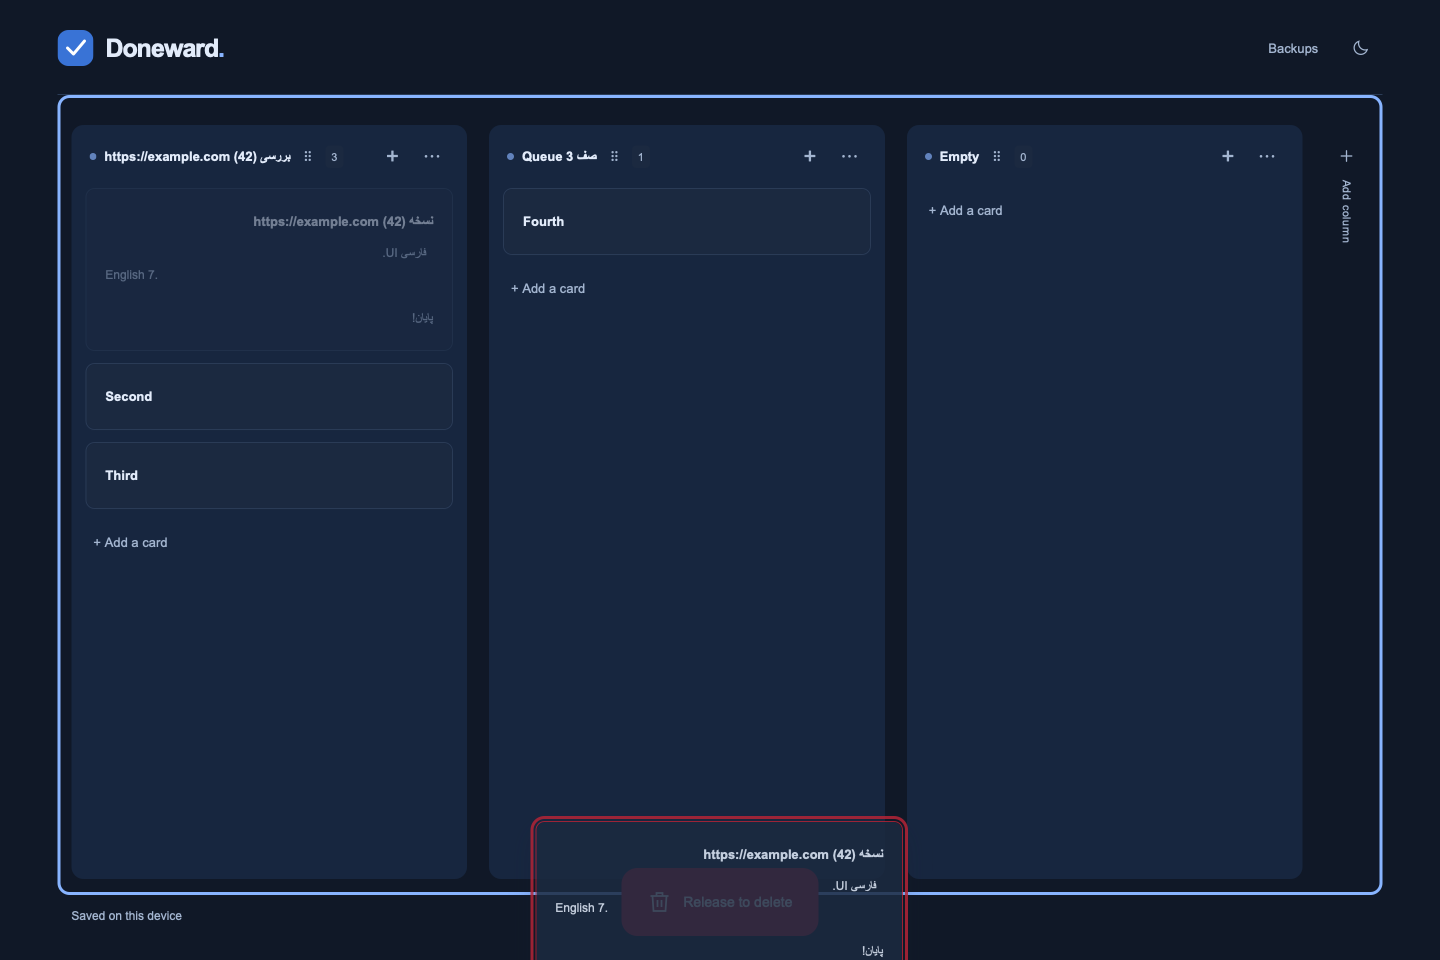 Doneward.
Backups
https://example.com (42) بررسی
3
نسخه https://example.com (42)
فارسی UI.
English 7.
پایان!
Second
Third
+ Add a card
Queue 3 صف
1
Fourth
+ Add a card
Empty
0
+ Add a card
Add column
نسخه https://example.com (42)
فارسی UI.
English 7.
Release to delete
پایان!
Saved on this device